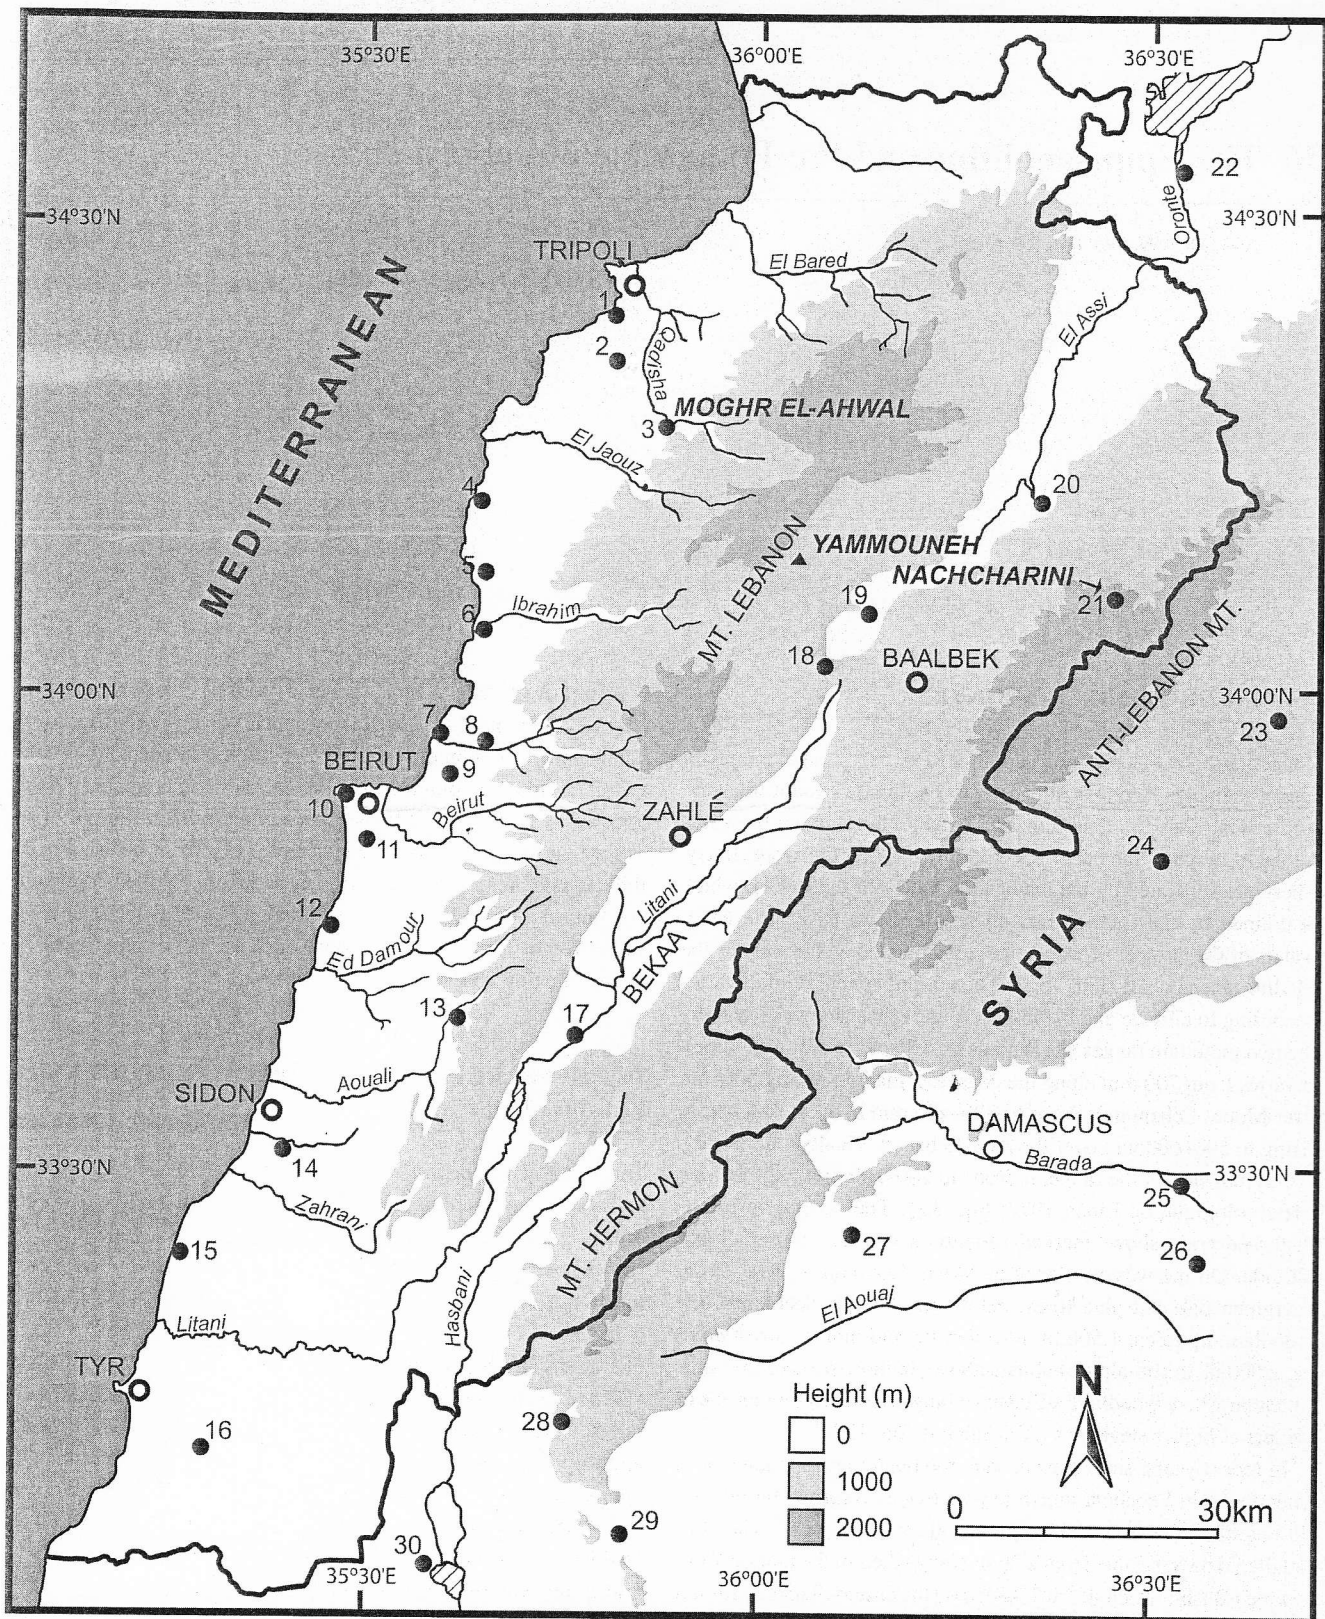 35°30'E
36°00'E
36°30'E
22
34°30'N
34°30'N
Oronte
TRIPOLI
El Bared
1
El Assi
2
Qadisha
MOGHR EL-AHWAL
3
El Jaouz
MEDITERRANEAN
4
20
YAMMOUNEH
NACHCHARINI
5
MT. LEBANON
6
Ibrahim
19
21
18
BAALBEK
ANTI-LEBANON MT.
34°00'N
34°00'N
7
8
23
BEIRUT
9
10
Beirut
ZAHLÉ
11
24
12
Litani
Ed Damour
BEKAA
SYRIA
13
17
Aouali
SIDON
DAMASCUS
14
Barada
33°30'N
33°30'N
25
Zahrani
MT. HERMON
15
27
26
Hasbani
El Aouaj
Litani
TYR
N
Height (m)
16
28
0
1000
0
30km
2000
29
30
35°30'E
36°00'E
36°30'E